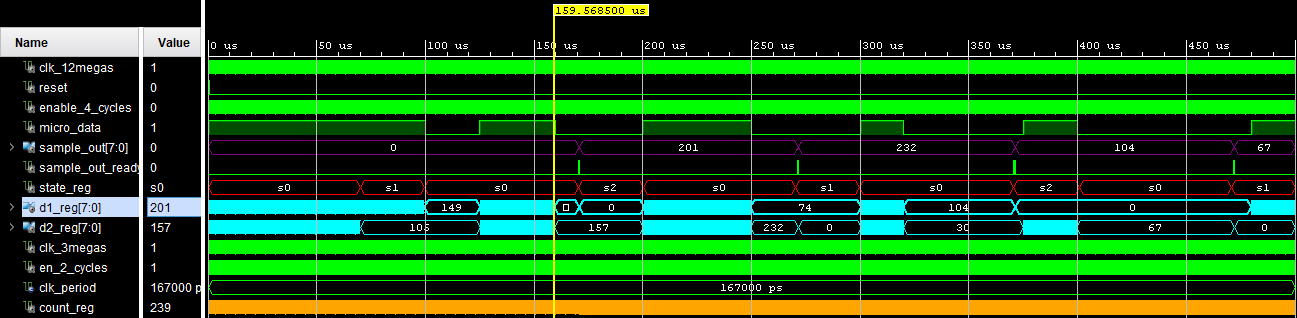 159.568500 us
Name Value 0 us 50 us 100 us 150 us 200 us 250 us 300 us 350 us 400 us 450 us
clk_12megas 1
reset 0
enable_4_cycles 0
micro_data 1
sample_out[7:0] 0 0 201 232 104 67
sample_out_ready 0
state_reg s0 s0 s1 s0 s2 s0 s1 s0 s2 s0 s1
d1_reg[7:0] 201 149 0 74 104 0
d2_reg[7:0] 157 105 157 232 0 30 67 0
clk_3megas 1
en_2_cycles 1
clk_period 167000 p 167000 ps
count_reg 239